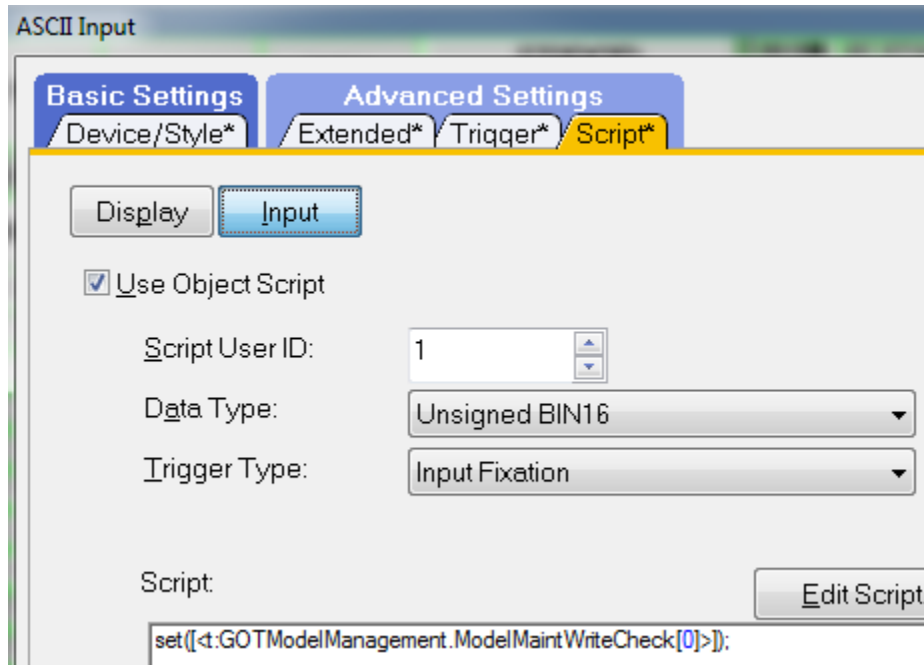 ASCII Input
Basic Settings
Advanced Settings
Device/Style*
Extended*
Trigger*
Script*
Display
Input
Use Object Script
Script User ID:
1
Data Type:
Unsigned BIN16
Trigger Type:
Input Fixation
Script:
Edit Script
set([<t:GOTModelManagement.ModelMaintWriteCheck[0]>]);